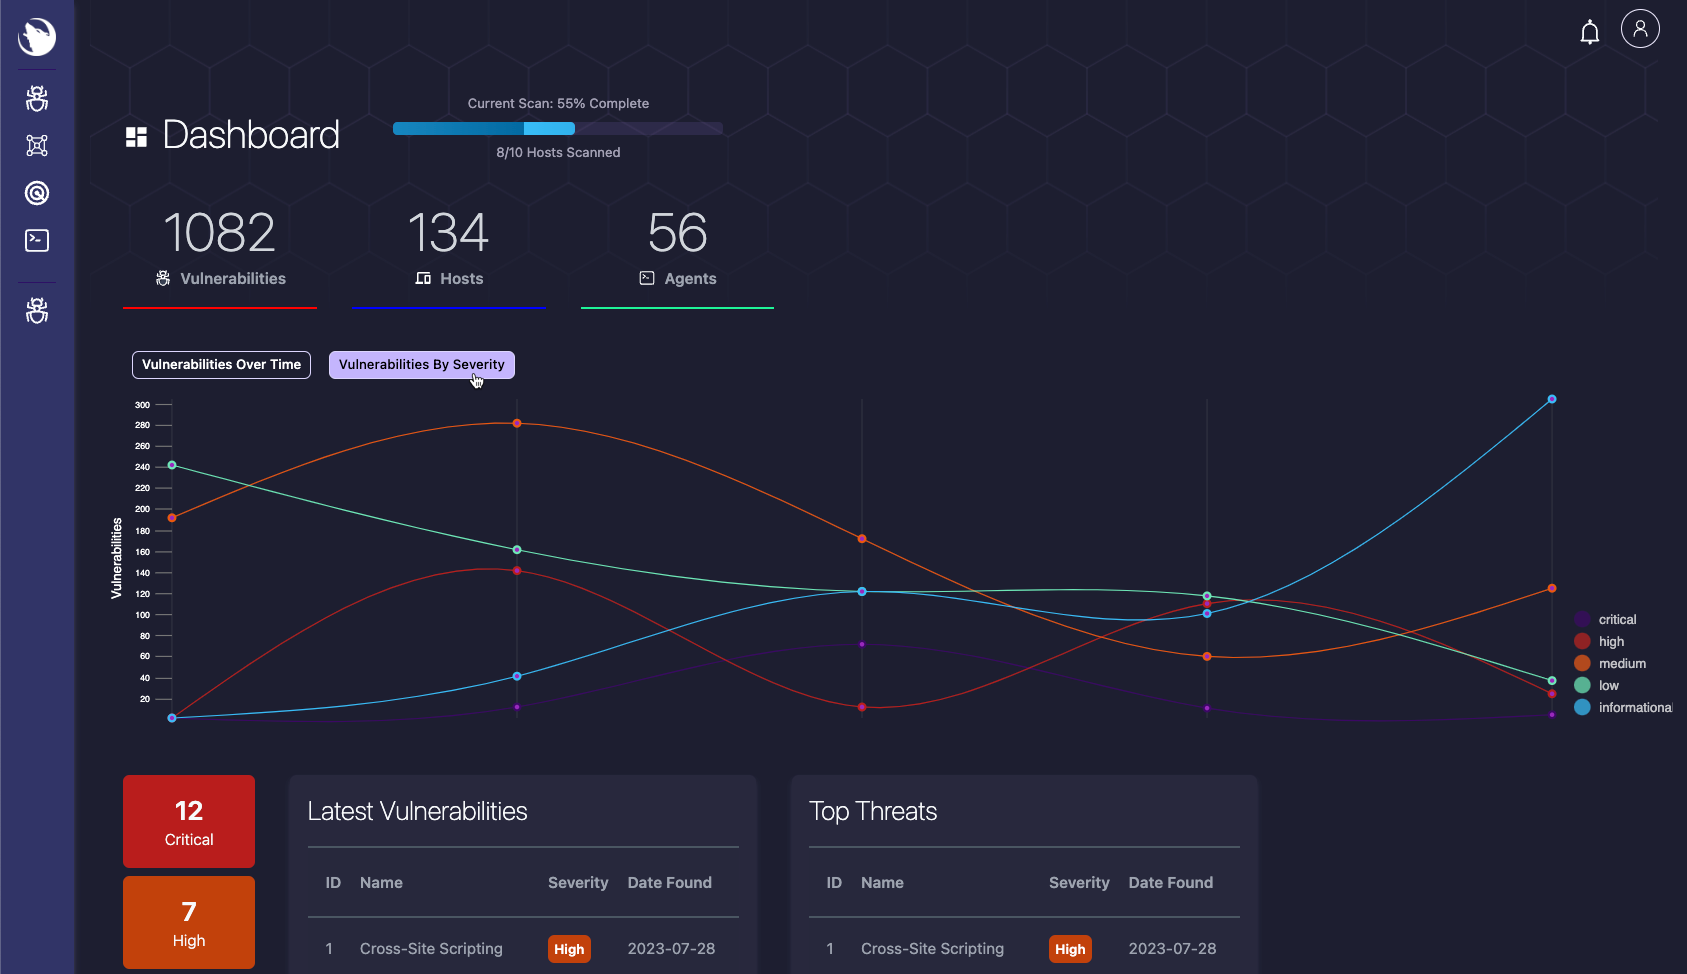 Current Scan: 55% Complete
Dashboard
8/10 Hosts Scanned
1082
Vulnerabilities
134
Hosts
56
Agents
Vulnerabilities Over Time
Vulnerabilities By Severity
300
280
260
240
220
200
180
160
140
120
100
80
60
40
20
Vulnerabilities
critical
high
medium
low
informationa
12
Critical
7
High
Latest Vulnerabilities
ID Name Severity Date Found
1 Cross-Site Scripting High 2023-07-28
Top Threats
ID Name Severity Date Found
1 Cross-Site Scripting High 2023-07-28